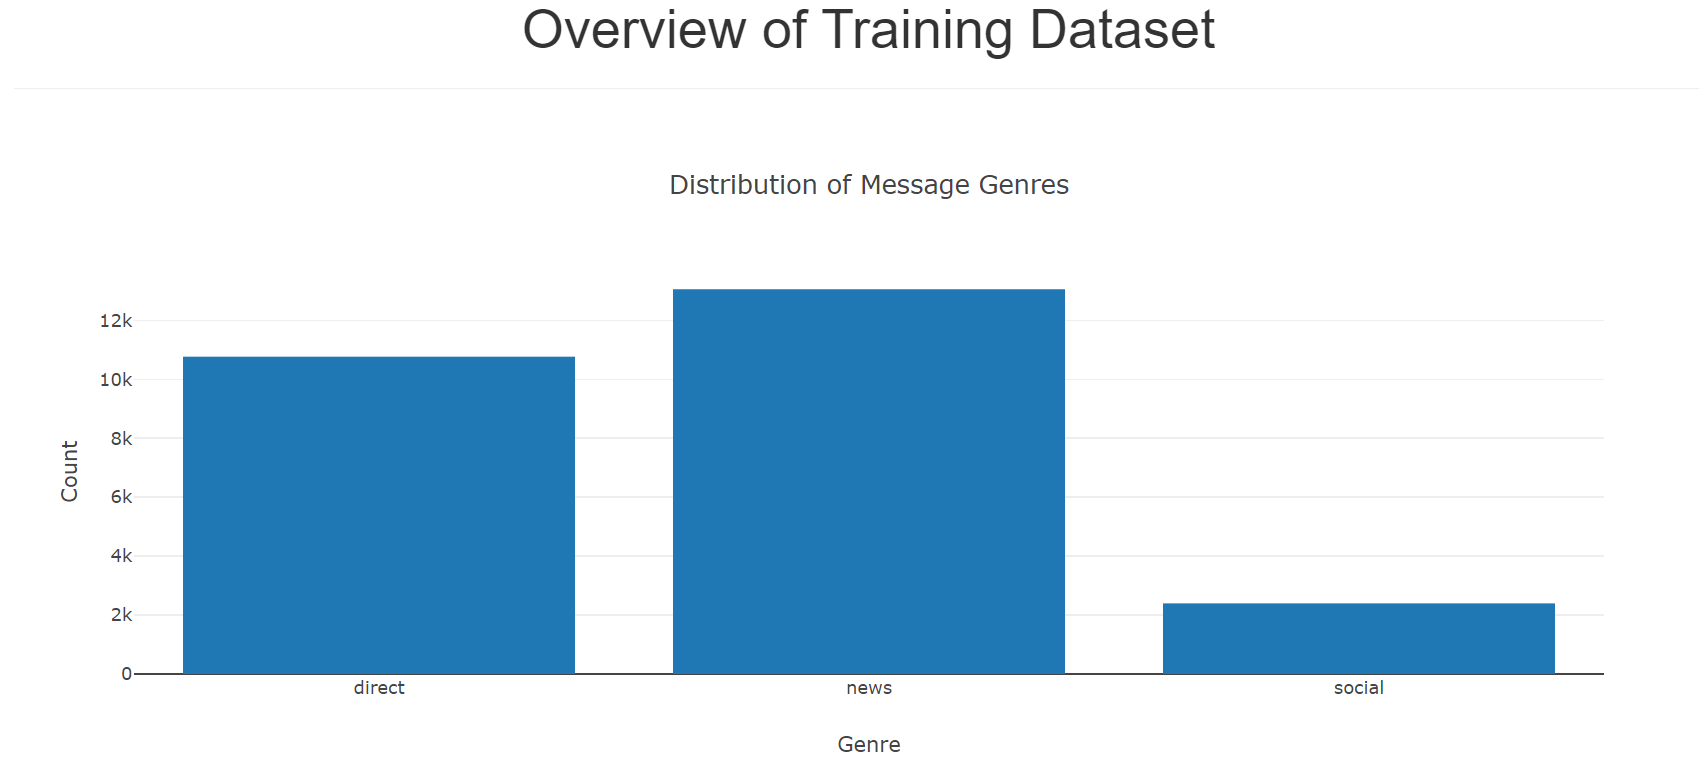 Overview of Training Dataset
Distribution of Message Genres
12k
10k
8k
6k
4k
2k
0
Count
direct
news
social
Genre